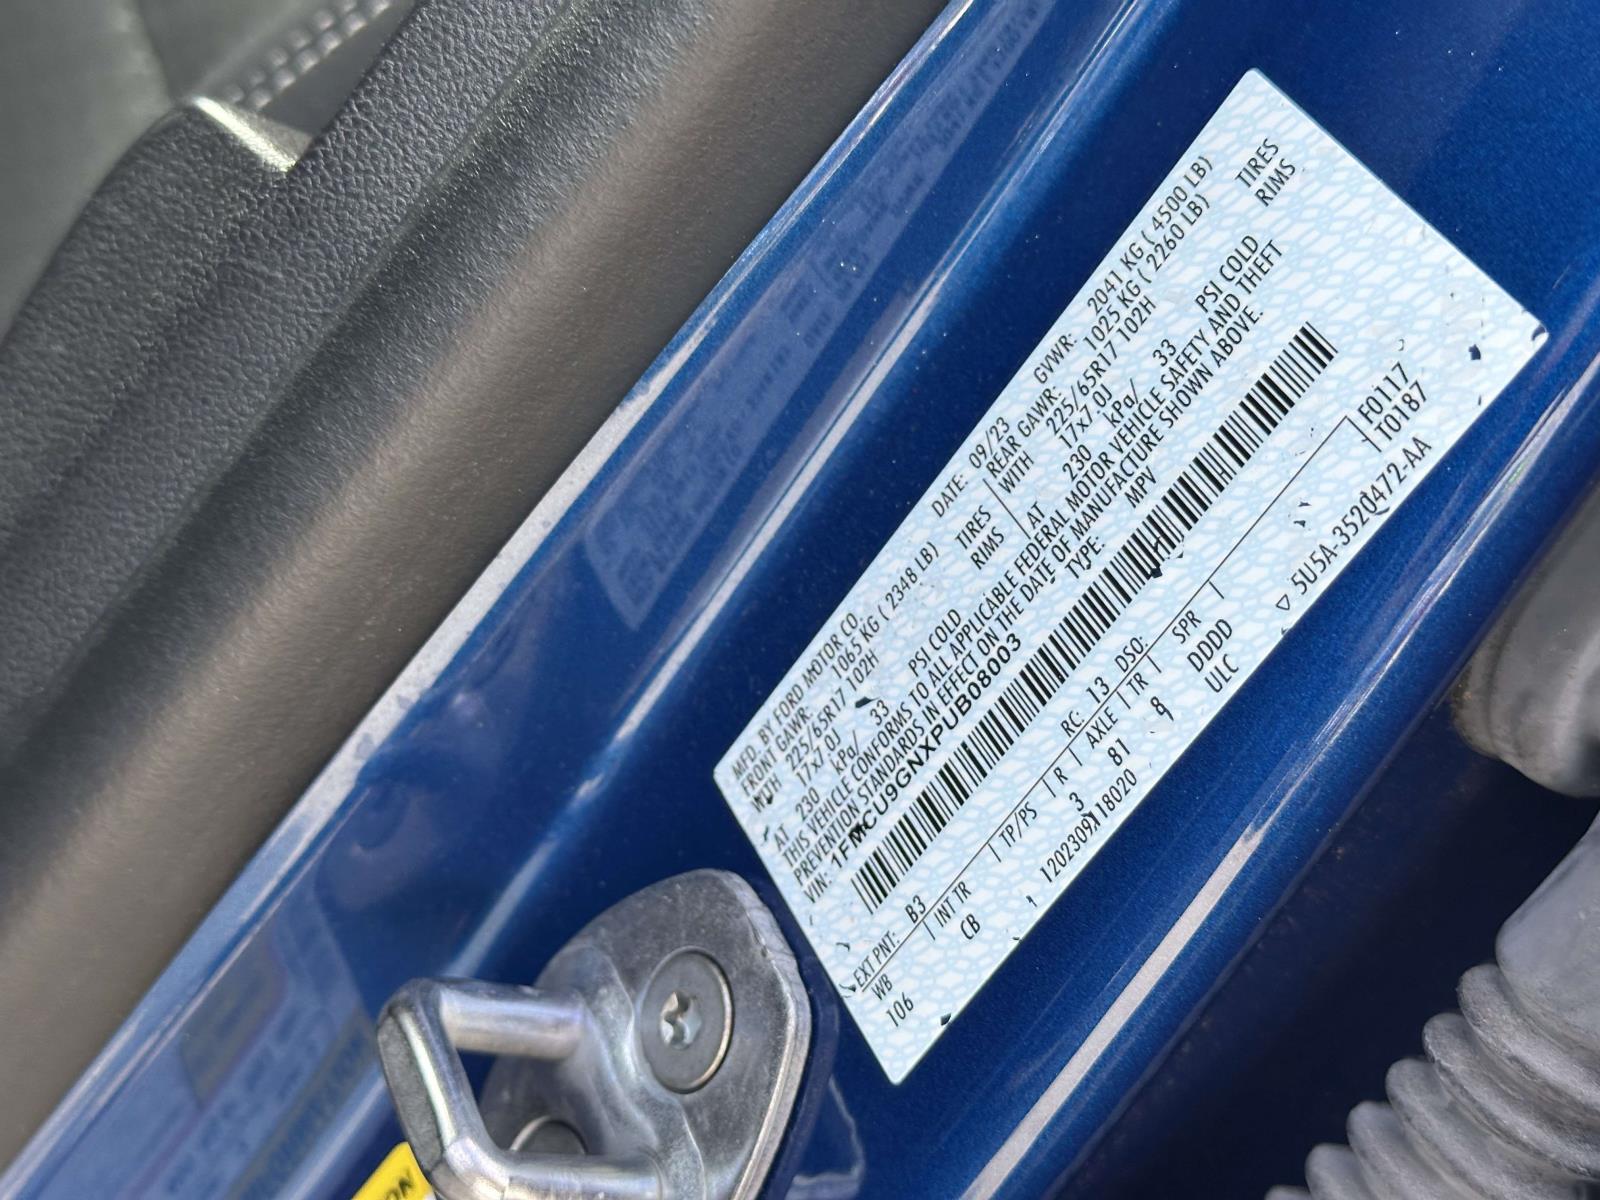 MFD. BY FORD MOTOR CO. DATE: 09/23 GVWR: 2041 KG ( 4500 LB)
FRONT GAWR: 1065 KG ( 2348 LB) REAR GAWR: 1025 KG ( 2260 LB)
WITH 225/65R17 102H TIRES WITH 225/65R17 102H TIRES
17x7.0J RIMS 17x7.0J RIMS
AT 230 kPa/ 33 PSI COLD AT 230 kPa/ 33 PSI COLD
THIS VEHICLE CONFORMS TO ALL APPLICABLE FEDERAL MOTOR VEHICLE SAFETY AND THEFT
PREVENTION STANDARDS IN EFFECT ON THE DATE OF MANUFACTURE SHOWN ABOVE.
VIN: 1FMCU9GNXPUB08003 TYPE: MPV
EXT PNT: B3 RC: 13 DSO: F0117
WB INT TR TP/PS R AXLE TR SPR T0187
106 CB 3 81 8 DDDD
1202309118020 ULC 5U5A-3520472-AA
ON